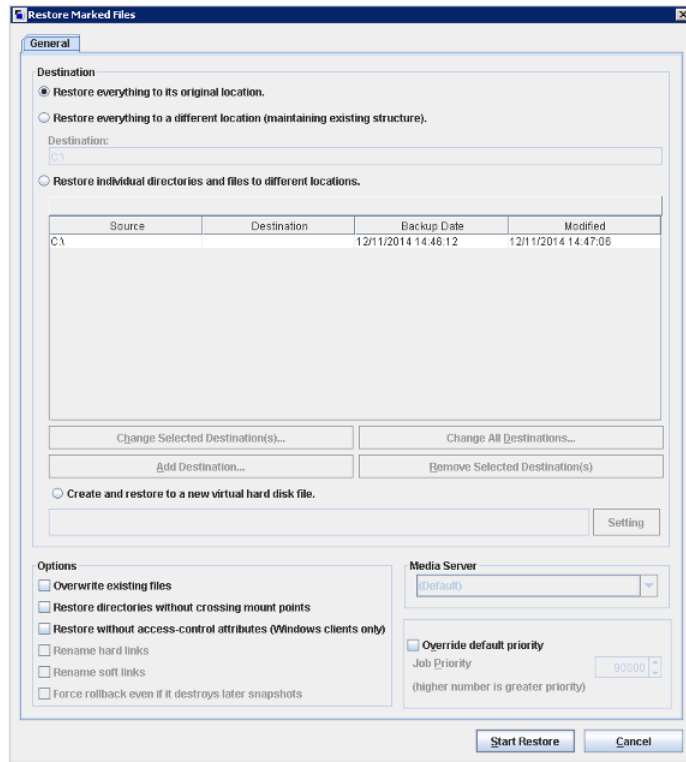 Restore Marked Files
General
Destination
Restore everything to its original location.
Restore everything to a different location (maintaining existing structure).
Destination:
C:\
Restore individual directories and files to different locations.
Source Destination Backup Date Modified
C:\ 12/11/2014 14:46:12 12/11/2014 14:47:06
Change Selected Destination(s)... Change All Destinations...
Add Destination... Remove Selected Destination(s)
Create and restore to a new virtual hard disk file.
Setting
Options
Overwrite existing files
Restore directories without crossing mount points
Restore without access-control attributes (Windows clients only)
Rename hard links
Rename soft links
Force rollback even if it destroys later snapshots
Media Server
(Default)
Override default priority
Job Priority 90000
(higher number is greater priority)
Start Restore Cancel